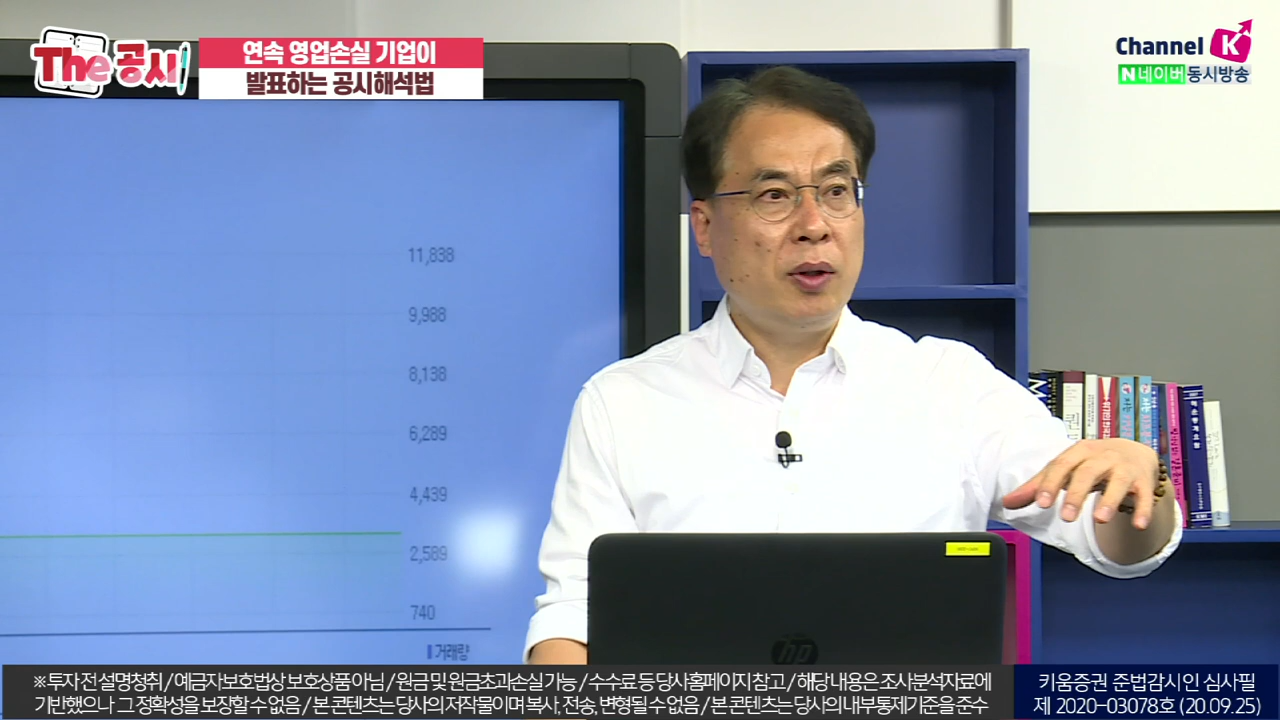 The 공시
연속 영업손실 기업이
발표하는 공시해석법
Channel K
N 네이버 동시방송
11,838
9,988
8,138
6,289
4,439
2,589
740
거래량
hp
※투자 전 설명청취 / 예금자보호법상 보호상품 아님 / 원금 및 원금초과손실 가능 / 수수료 등 당사홈페이지 참고 / 해당 내용은 조사분석자료에
기반했으나 그 정확성을 보장할 수 없음 / 본 콘텐츠는 당사의 저작물이며 복사, 전송, 변형될 수 없음 / 본 콘텐츠는 당사의 내부통제기준을 준수
키움증권 준법감시인 심사필
제 2020-03078호 (20.09.25)